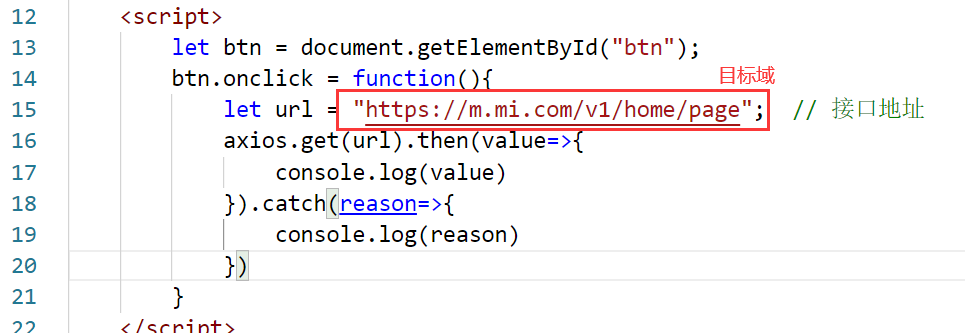 12 <script>
13 let btn = document.getElementById("btn");
14 btn.onclick = function(){
目标域
15 let url = "https://m.mi.com/v1/home/page"; // 接口地址
16 axios.get(url).then(value=>{
17 console.log(value)
18 }).catch(reason=>{
19 console.log(reason)
20 })
21 }
22 </script>